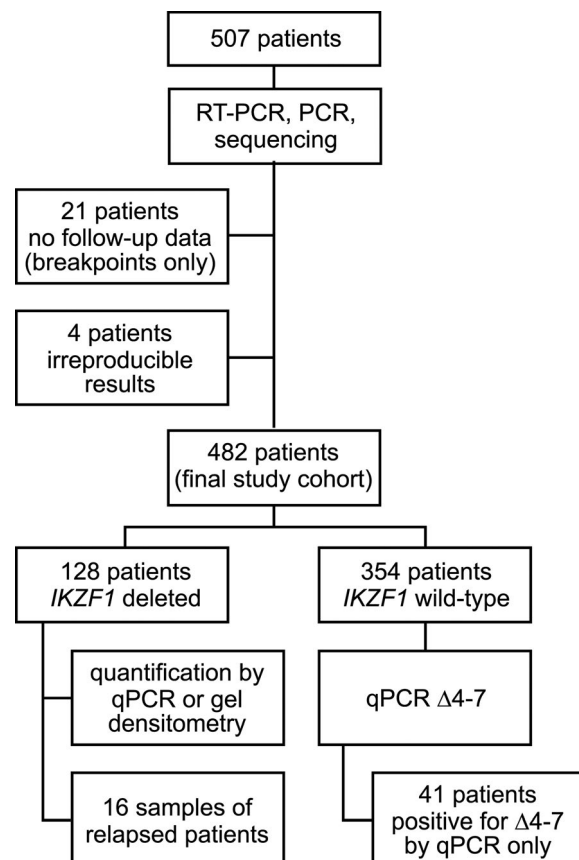 507 patients
RT-PCR, PCR,
sequencing
21 patients
no follow-up data
(breakpoints only)
4 patients
irreproducible
results
482 patients
(final study cohort)
128 patients
IKZF1 deleted
354 patients
IKZF1 wild-type
quantification by
qPCR or gel
densitometry
qPCR Δ4-7
16 samples of
relapsed patients
41 patients
positive for Δ4-7
by qPCR only